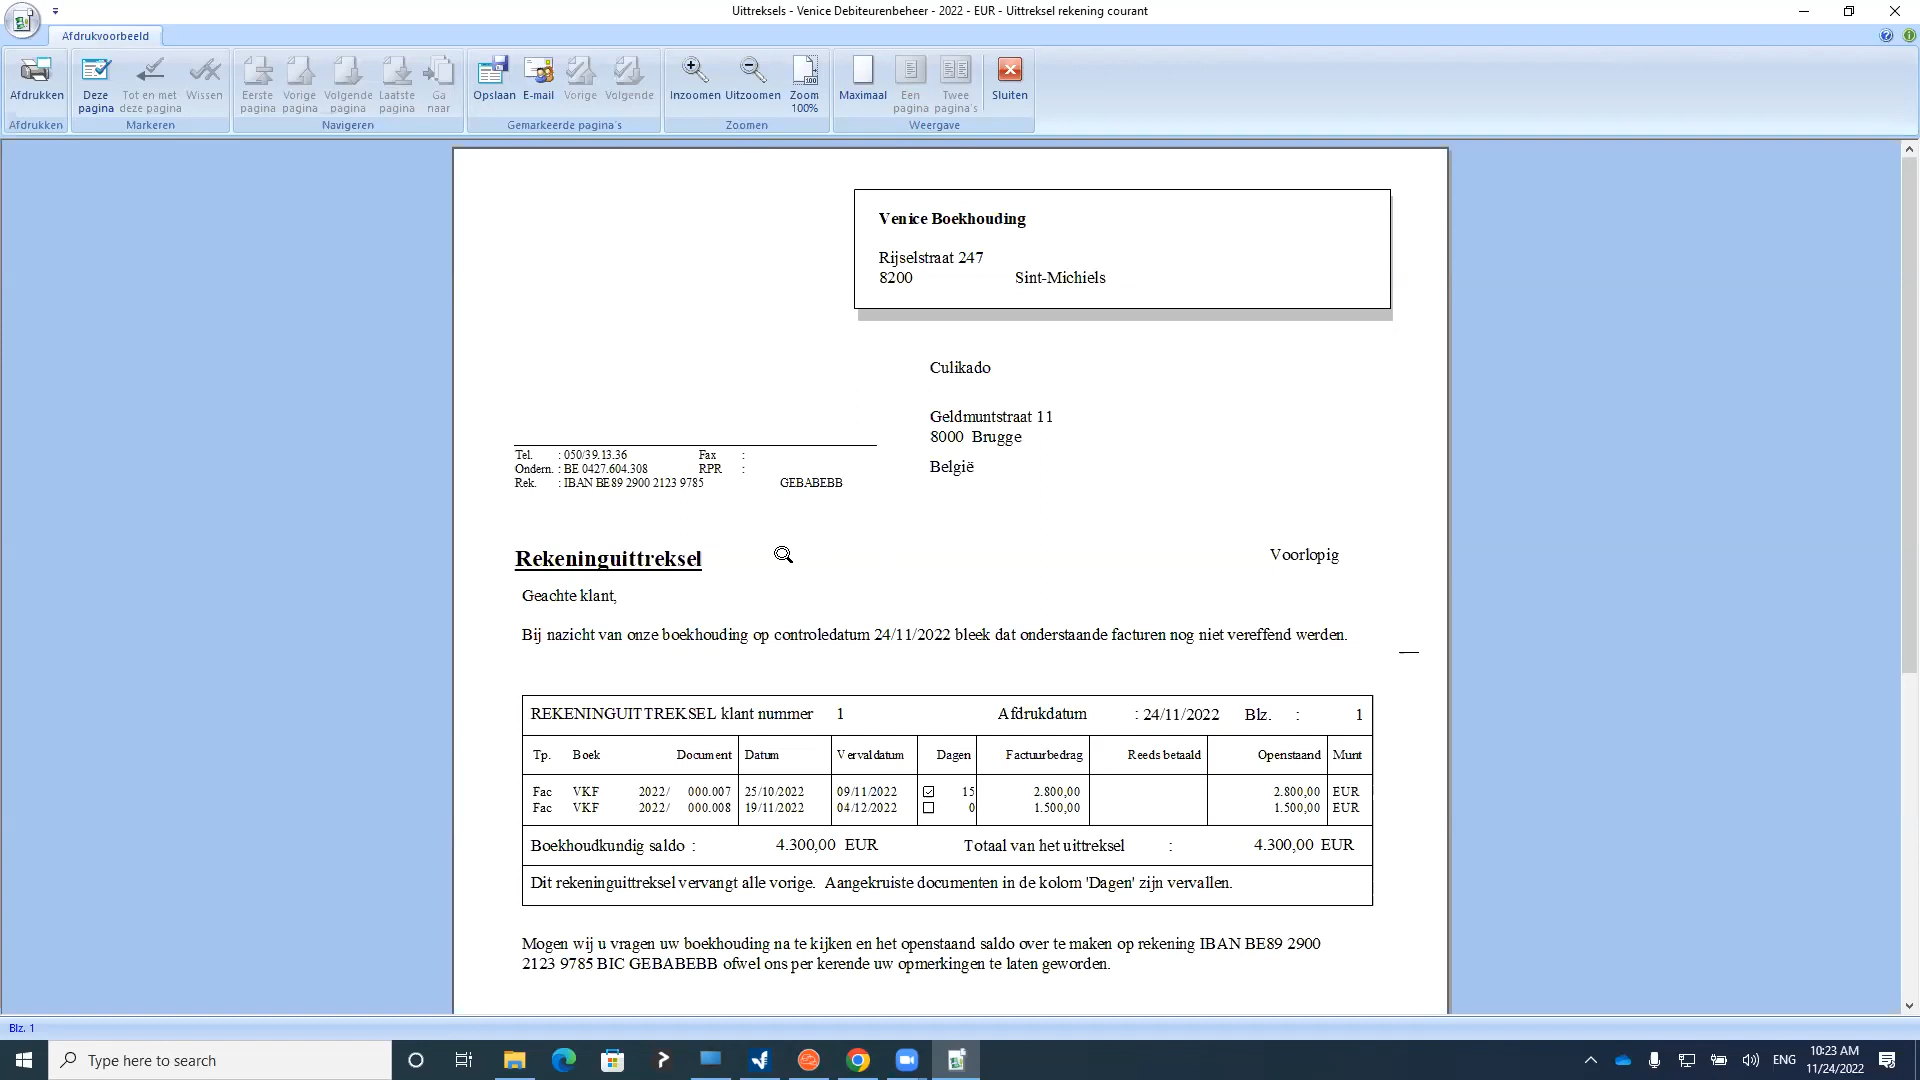 Uittreksels - Venice Debiteurenbeheer - 2022 - EUR - Uittreksel rekening courant
Afdrukvoorbeeld
Afdrukken
Deze pagina
Tot en met deze pagina
Wissen
Eerste pagina
Vorige pagina
Volgende pagina
Laatste pagina
Ga naar
Opslaan
E-mail
Vorige
Volgende
Inzoomen
Uitzoomen
Zoom 100%
Maximaal
Een pagina
Twee pagina's
Sluiten
Afdrukken
Markeren
Navigeren
Gemarkeerde pagina's
Zoomen
Weergave
Venice Boekhouding
Rijselstraat 247
8200 Sint-Michiels
Culikado
Geldmuntstraat 11
8000 Brugge
België
Tel. : 050/39.13.36 Fax :
Ondern. : BE 0427.604.308 RPR :
Rek. : IBAN BE89 2900 2123 9785 GEBABEBB
Rekeninguittreksel Voorlopig
Geachte klant,
Bij nazicht van onze boekhouding op controledatum 24/11/2022 bleek dat onderstaande facturen nog niet vereffend werden.
REKENINGUITTREKSEL klant nummer 1 Afdrukdatum : 24/11/2022 Blz. : 1
Tp. Boek Document Datum Vervaldatum Dagen Factuurbedrag Reeds betaald Openstaand Munt
Fac VKF 2022/ 000.007 25/10/2022 09/11/2022 15 2.800,00 2.800,00 EUR
Fac VKF 2022/ 000.008 19/11/2022 04/12/2022 0 1.500,00 1.500,00 EUR
Boekhoudkundig saldo : 4.300,00 EUR Totaal van het uittreksel : 4.300,00 EUR
Dit rekeninguittreksel vervangt alle vorige. Aangekruiste documenten in de kolom 'Dagen' zijn vervallen.
Mogen wij u vragen uw boekhouding na te kijken en het openstaand saldo over te maken op rekening IBAN BE89 2900
2123 9785 BIC GEBABEBB ofwel ons per kerende uw opmerkingen te laten geworden.
Blz. 1
Type here to search
ENG
10:23 AM
11/24/2022